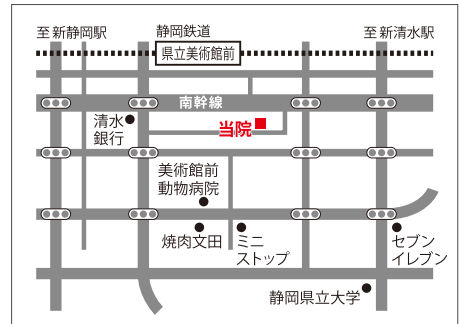 至 新静岡駅
静岡鉄道
至 新清水駅
県立美術館前
南幹線
清水
銀行
当院
美術館前
動物病院
焼肉文田
ミニ
ストップ
セブン
イレブン
静岡県立大学